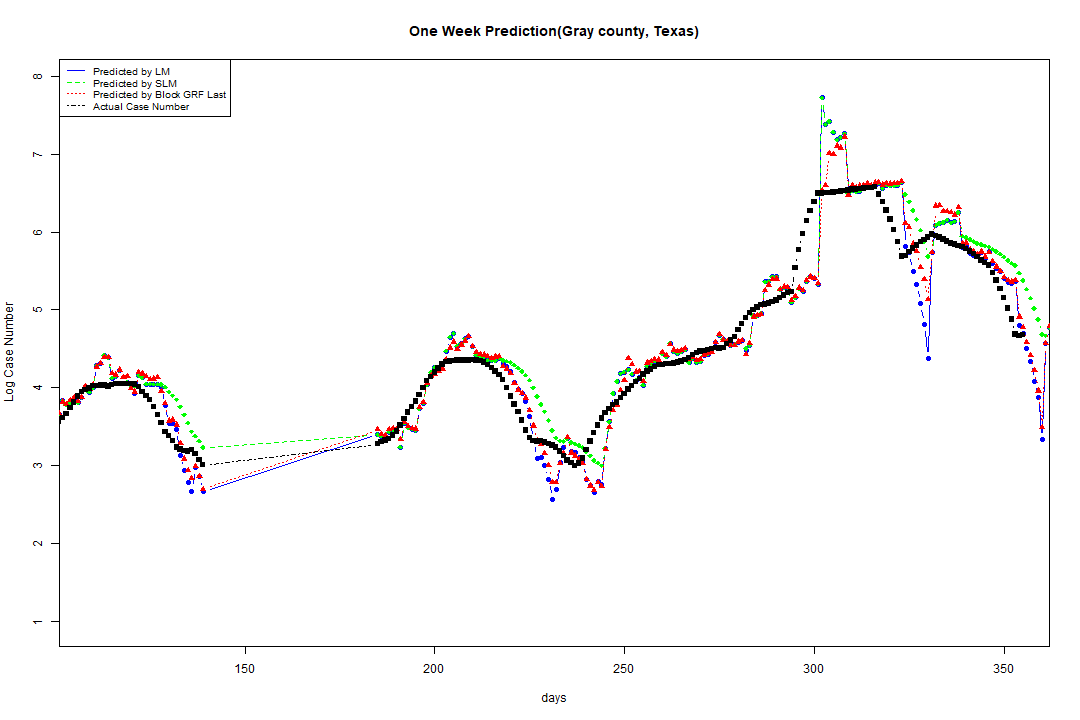 One Week Prediction(Gray county, Texas)
Predicted by LM
Predicted by SLM
Predicted by Block GRF Last
Actual Case Number
8
7
6
5
4
3
2
1
Log Case Number
150
200
250
300
350
days